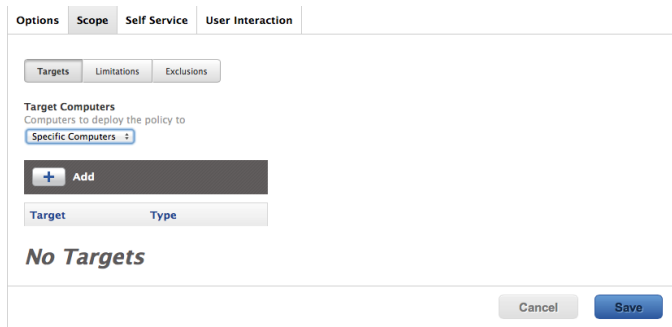 Options Scope Self Service User Interaction
Targets Limitations Exclusions
Target Computers
Computers to deploy the policy to
Specific Computers
Add
Target Type
No Targets
Cancel Save